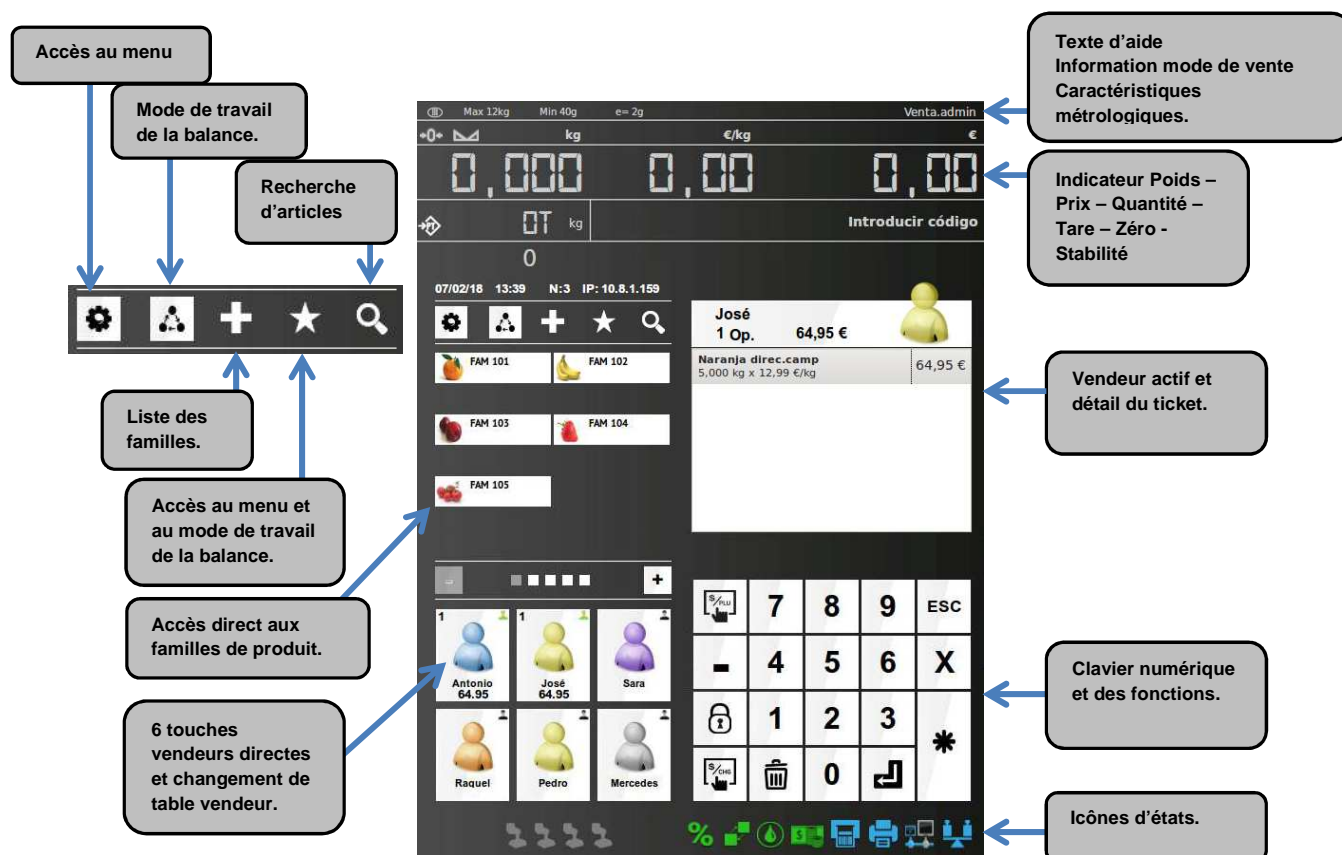 Accès au menu
Mode de travail
de la balance.
Recherche
d'articles
Liste des
familles.
Accès au menu et
au mode de travail
de la balance.
Accès direct aux
familles de produit.
6 touches
vendeurs directes
et changement de
table vendeur.
Max 12kg Min 40g e= 2g Venta.admin
→0← kg €/kg €
0,000 0,00 0,00
PT 0T kg Introducir código
0
07/02/18 13:39 N:3 IP: 10.8.1.159
FAM 101 FAM 102
FAM 103 FAM 104
FAM 105
José
1 Op. 64,95 €
Naranja direc.camp
5,000 kg x 12,99 €/kg 64,95 €
- +
1 Antonio 64.95
1 José 64.95
Sara
Raquel
Pedro
Mercedes
S/PLU 7 8 9 ESC
- 4 5 6 X
1 2 3 *
S/CHG 0
%
Texte d'aide
Information mode de vente
Caractéristiques
métrologiques.
Indicateur Poids –
Prix – Quantité –
Tare – Zéro -
Stabilité
Vendeur actif et
détail du ticket.
Clavier numérique
et des fonctions.
Icônes d'états.